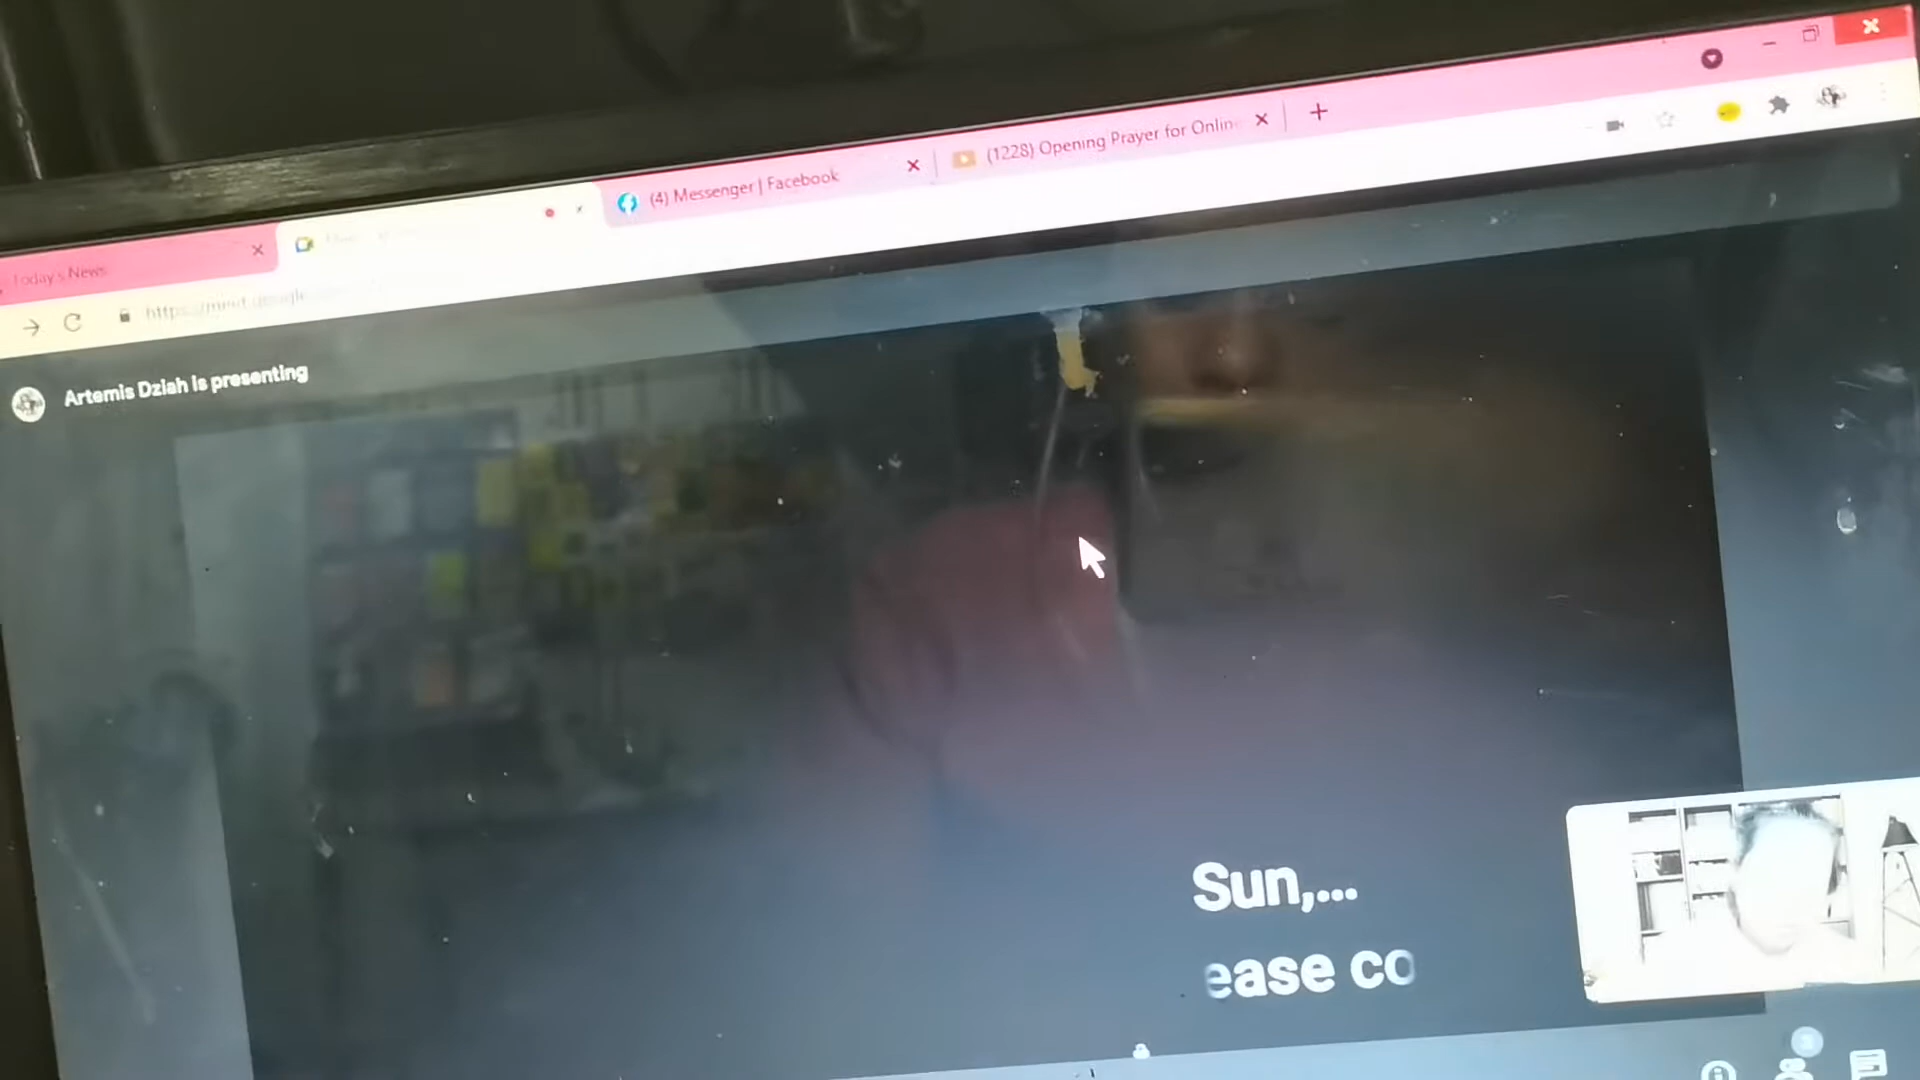 Today's News
(4) Messenger | Facebook
(1228) Opening Prayer for Onlin
Artemis Dziah is presenting
Sun,...
ease co